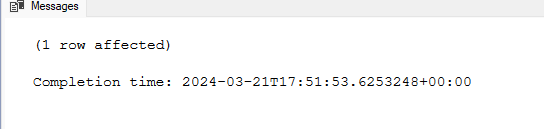 Messages
(1 row affected)
Completion time: 2024-03-21T17:51:53.6253248+00:00